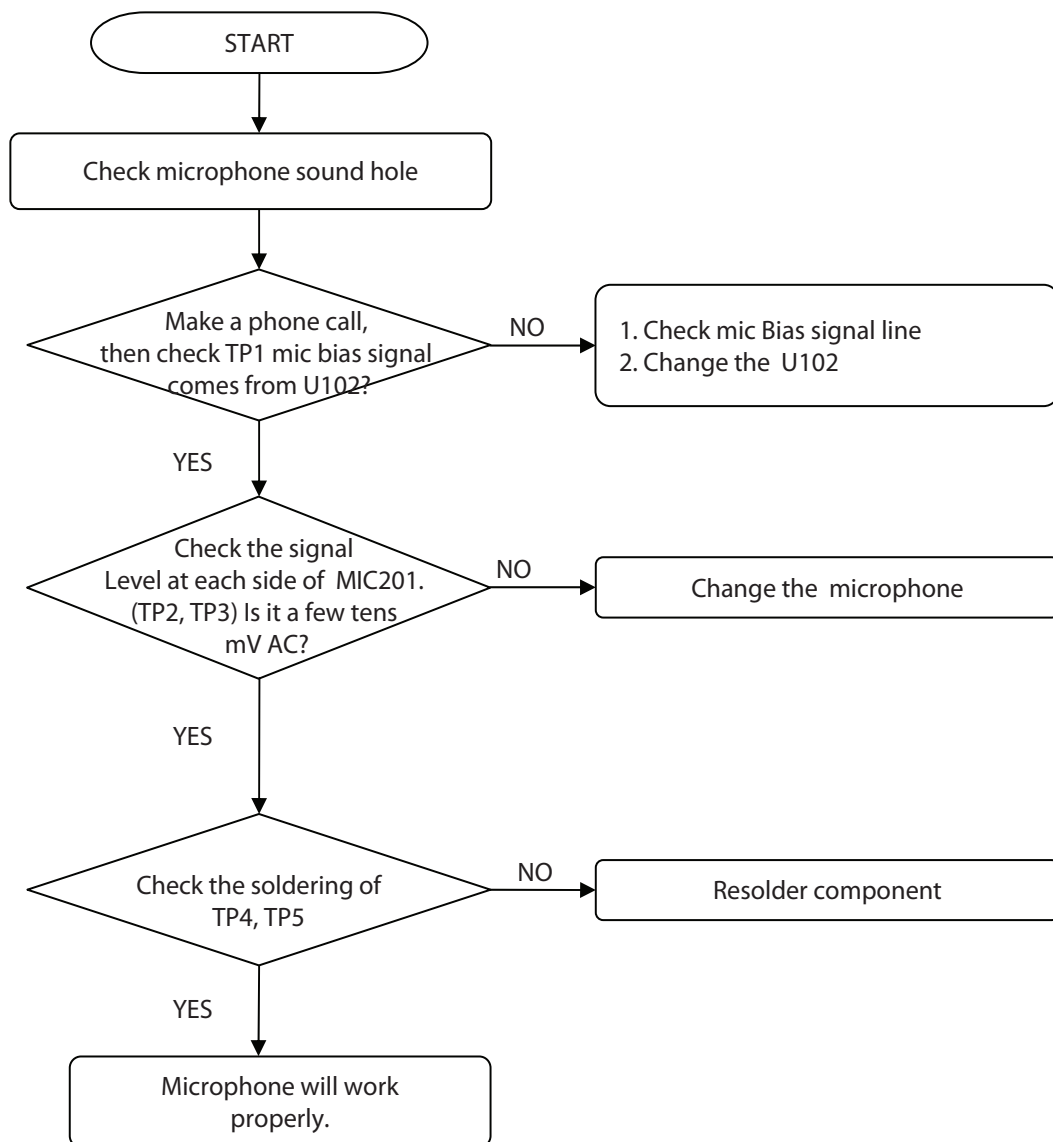 START
Check microphone sound hole
Make a phone call,
then check TP1 mic bias signal
comes from U102?
NO
1. Check mic Bias signal line
2. Change the U102
YES
Check the signal
Level at each side of MIC201.
(TP2, TP3) Is it a few tens
mV AC?
NO
Change the microphone
YES
Check the soldering of
TP4, TP5
NO
Resolder component
YES
Microphone will work
properly.